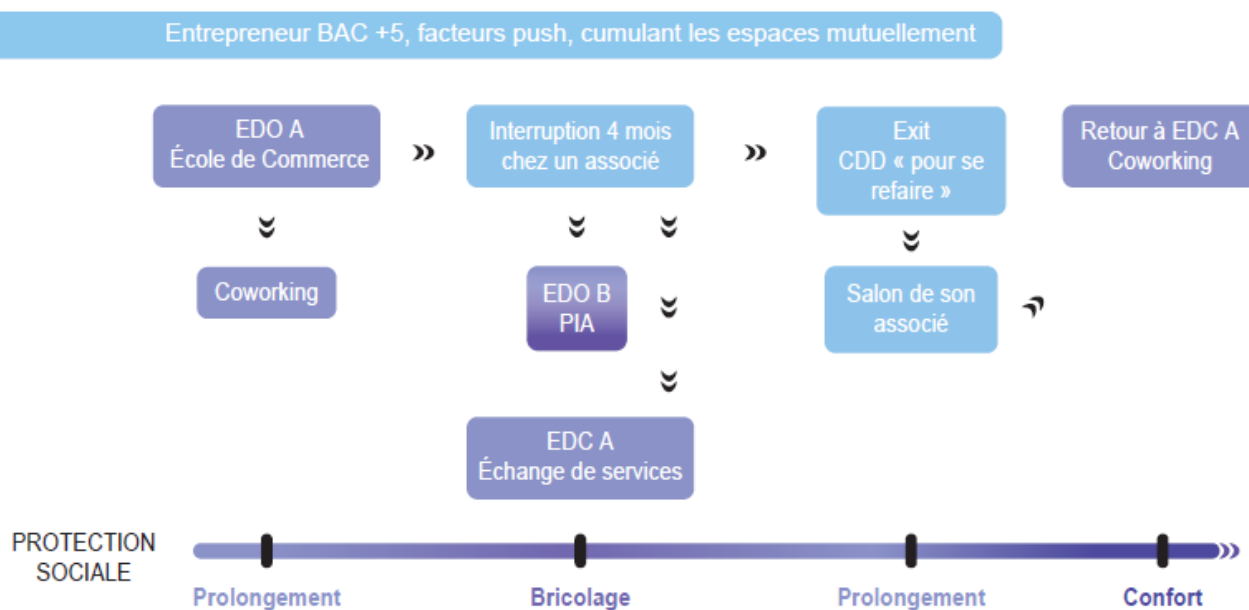 Entrepreneur BAC +5, facteurs push, cumulant les espaces mutuellement
EDO A
École de Commerce
Interruption 4 mois
chez un associé
Exit
CDD « pour se
refaire »
Retour à EDC A
Coworking
Coworking
EDO B
PIA
Salon de son
associé
EDC A
Échange de services
PROTECTION
SOCIALE
Prolongement
Bricolage
Prolongement
Confort